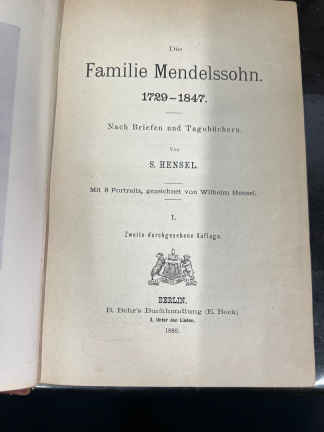 Die
Familie Mendelssohn.
1729–1847.
Nach Briefen und Tagebüchern.
Von
S. HENSEL.
Mit 8 Portraits, gezeichnet von Wilhelm Hensel.
I.
Zweite durchgesehene Auflage.
BERLIN.
B. Behr's Buchhandlung (E. Bock)
3. Unter den Linden.
1880.